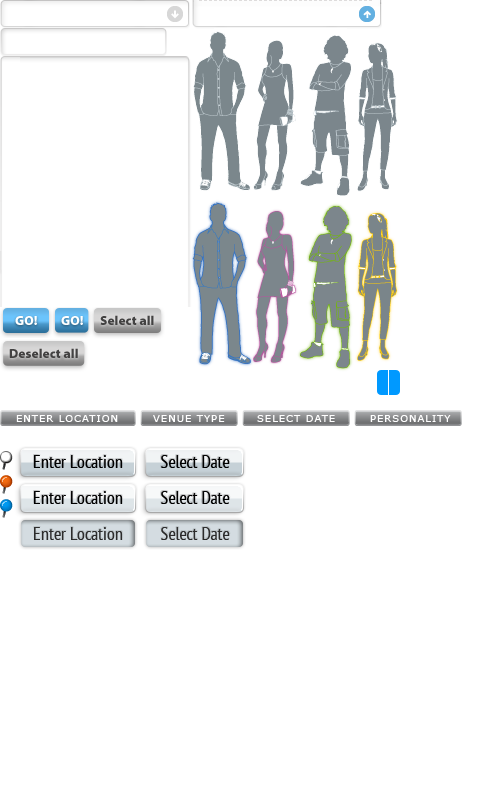 GO!
GO!
Select all
Deselect all
ENTER LOCATION
VENUE TYPE
SELECT DATE
PERSONALITY
Enter Location
Select Date
Enter Location
Select Date
Enter Location
Select Date